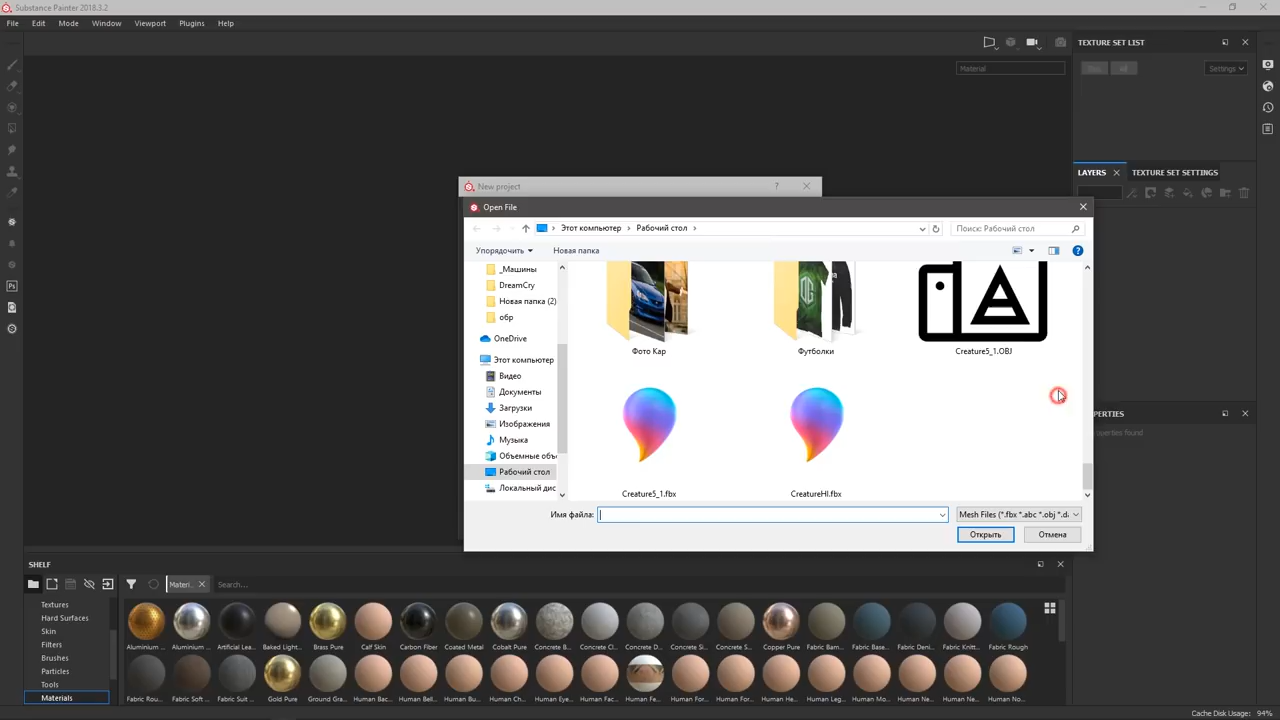 Substance Painter 2018.3.2
File Edit Mode Window Viewport Plugins Help
Material
TEXTURE SET LIST
Settings
LAYERS
TEXTURE SET SETTINGS
New project
?
Open File
Этот компьютер
Рабочий стол
Поиск: Рабочий стол
Упорядочить
Новая папка
_Машины
DreamCry
Новая папка (2)
обр
OneDrive
Этот компьютер
Видео
Документы
Загрузки
Изображения
Музыка
Объемные объ
Рабочий стол
Локальный дис
Фото Кар
Футболки
Creature5_1.OBJ
Creature5_1.fbx
CreatureHI.fbx
Имя файла:
Mesh Files (*.fbx *.abc *.obj *.d
Открыть
Отмена
OPERTIES
operties found
Ps
SHELF
Materi...
Search...
Textures
Hard Surfaces
Skin
Filters
Brushes
Particles
Tools
Materials
Aluminium ... Aluminium ... Artificial Lea... Baked Light... Brass Pure Calf Skin Carbon Fiber Coated Metal Cobalt Pure Concrete B... Concrete Cl... Concrete D... Concrete Si... Concrete S... Copper Pure Fabric Bam... Fabric Base... Fabric Deni... Fabric Knitt... Fabric Rough
Fabric Rou... Fabric Soft ... Fabric Suit ... Gold Pure Ground Gra... Human Bac... Human Bell... Human Bu... Human Ch... Human Eye... Human Fac... Human Fe... Human For... Human For... Human He... Human Leg... Human Mo... Human Ne... Human Ne... Human No...
Cache Disk Usage: 94%